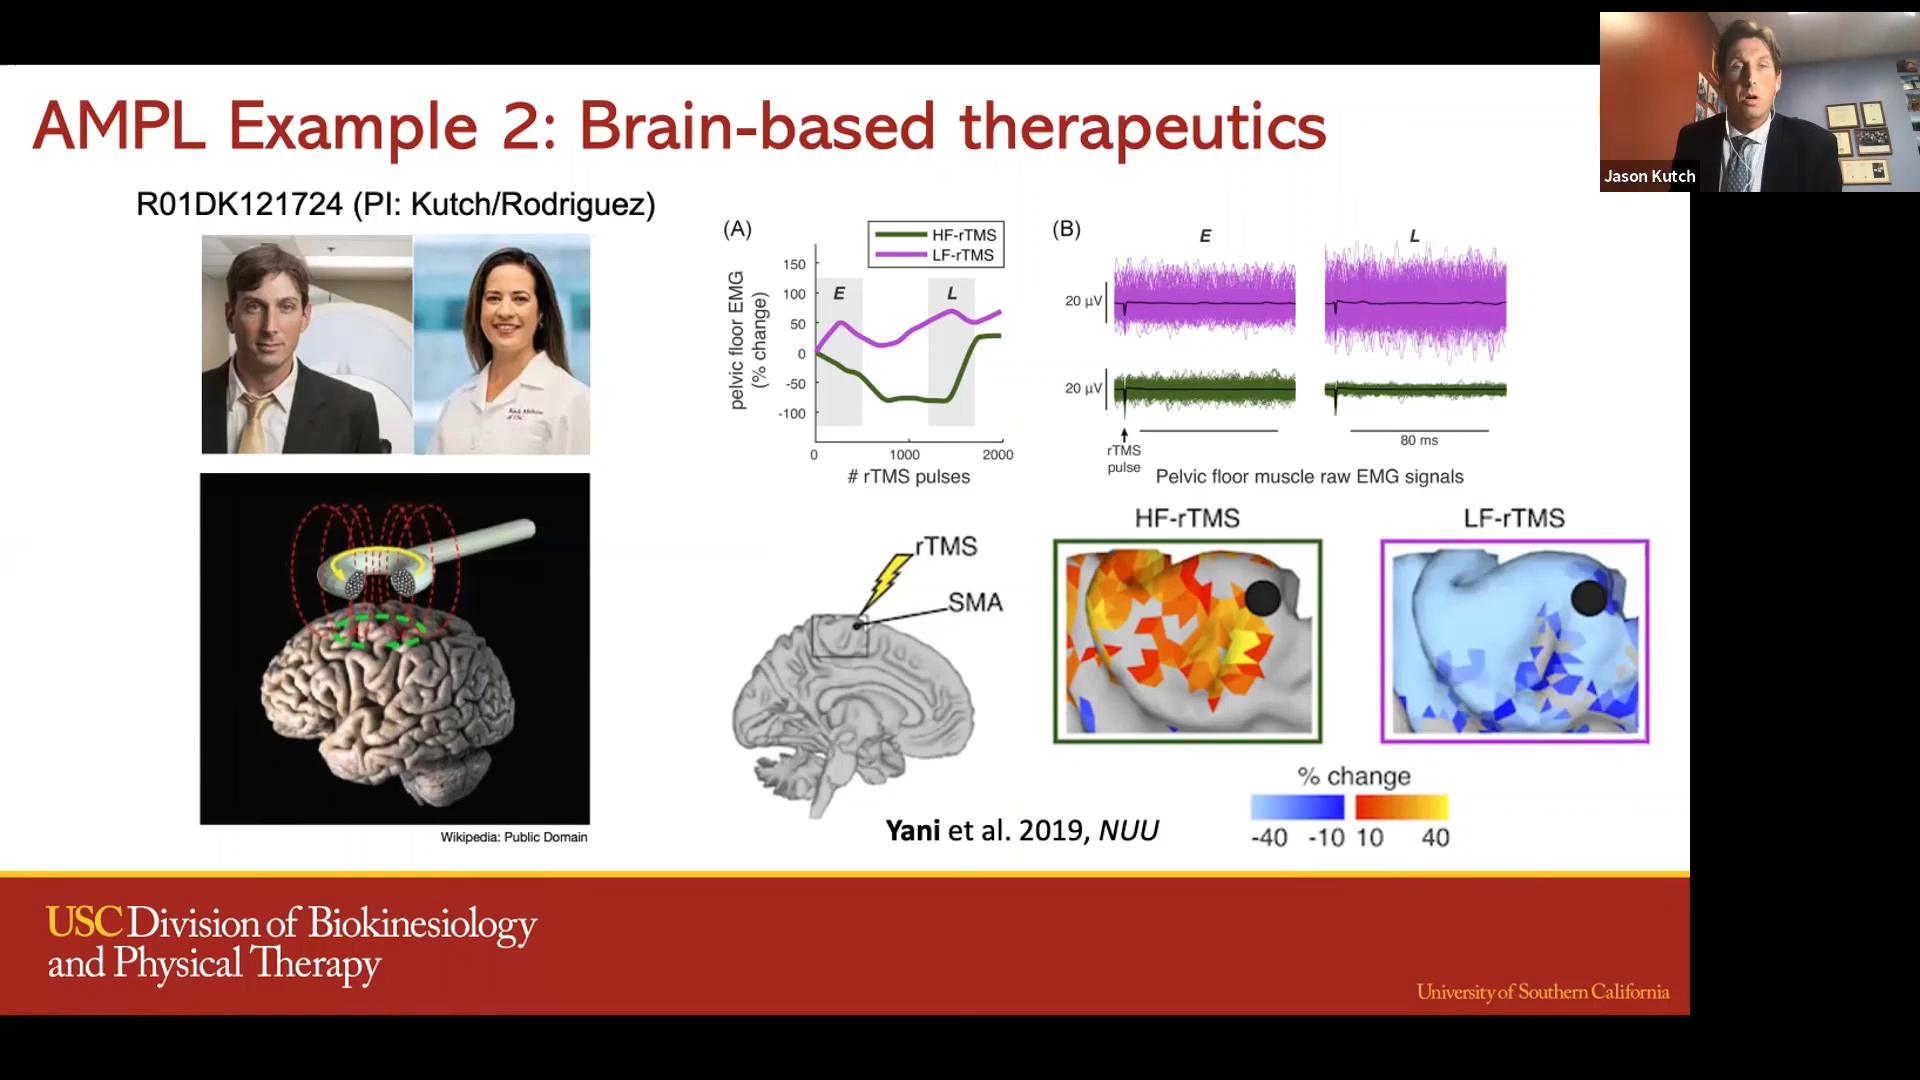 AMPL Example 2: Brain-based therapeutics
Jason Kutch
R01DK121724 (PI: Kutch/Rodriguez)
Wikipedia: Public Domain
(A)
HF-rTMS
LF-rTMS
pelvic floor EMG
(% change)
150
100
50
0
-50
-100
E
L
0
1000
2000
# rTMS pulses
(B)
E
L
20 µV
20 µV
rTMS
pulse
80 ms
Pelvic floor muscle raw EMG signals
rTMS
SMA
HF-rTMS
LF-rTMS
% change
-40 -10 10 40
Yani et al. 2019, NUU
USC Division of Biokinesiology
and Physical Therapy
University of Southern California